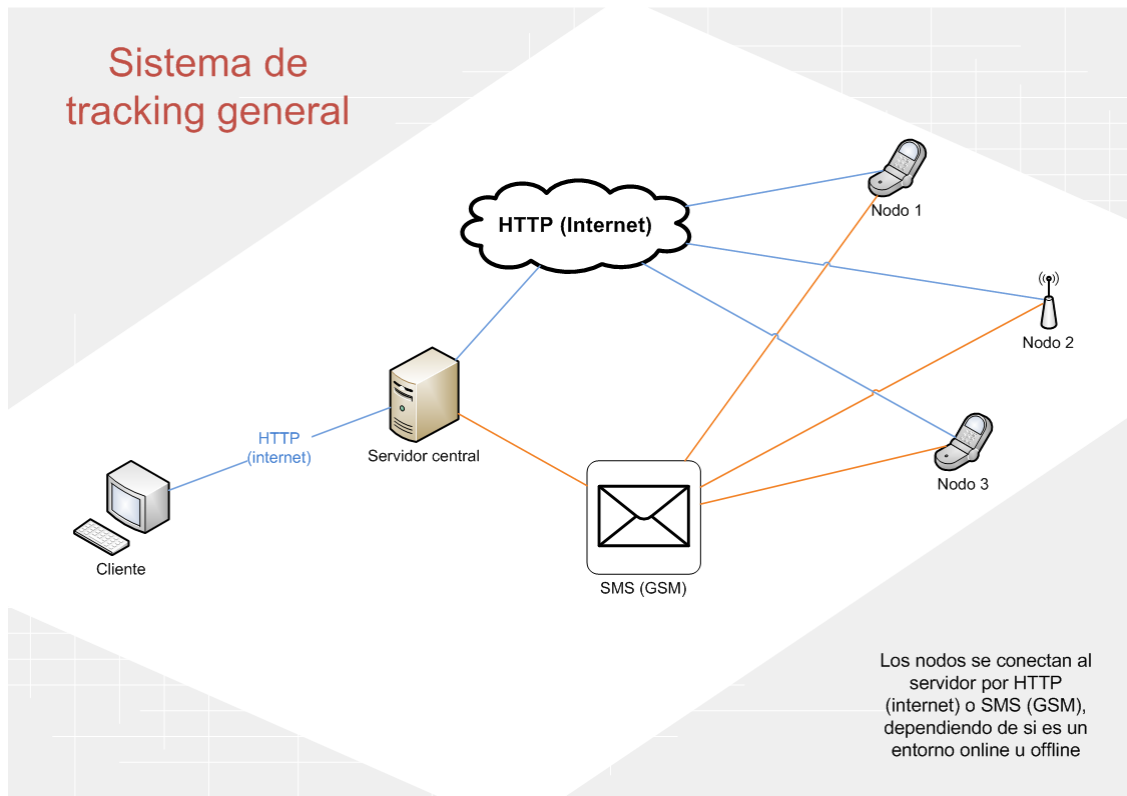 Sistema de
tracking general
HTTP (Internet)
Nodo 1
Nodo 2
Servidor central
HTTP
(internet)
Nodo 3
Cliente
SMS (GSM)
Los nodos se conectan al
servidor por HTTP
(internet) o SMS (GSM),
dependiendo de si es un
entorno online u offline